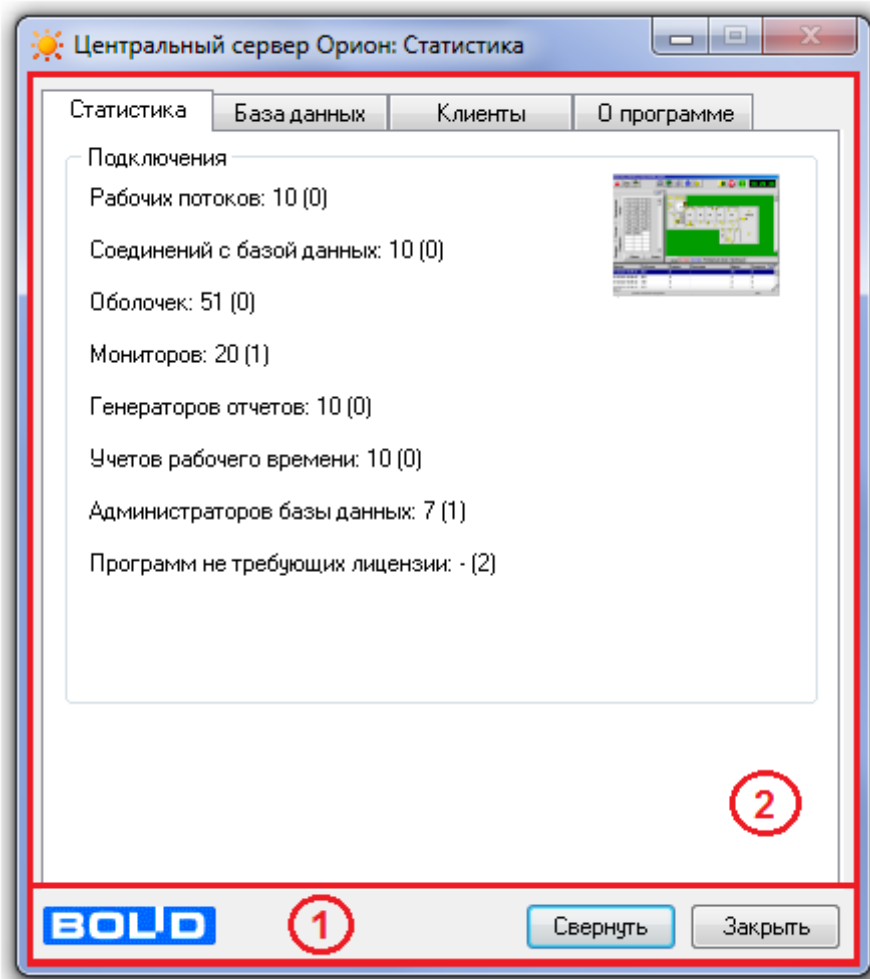 Центральный сервер Орион: Статистика
Статистика База данных Клиенты О программе
Подключения
Рабочих потоков: 10 (0)
Соединений с базой данных: 10 (0)
Оболочек: 51 (0)
Мониторов: 20 (1)
Генераторов отчетов: 10 (0)
Учетов рабочего времени: 10 (0)
Администраторов базы данных: 7 (1)
Программ не требующих лицензии: - (2)
2
BOLID 1 Свернуть Закрыть